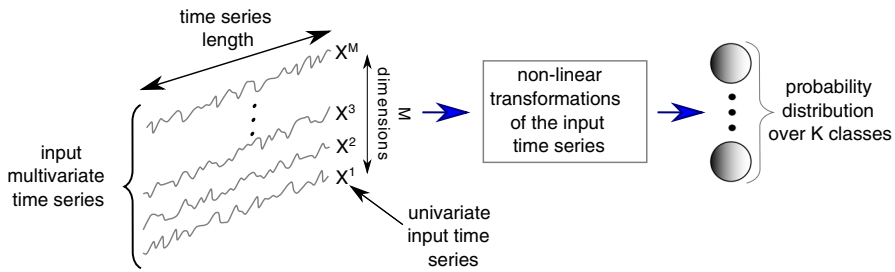 time series
length
X^M
X^3
X^2
X^1
M
dimensions
input
multivariate
time series
univariate
input time
series
non-linear
transformations
of the input
time series
probability
distribution
over K classes